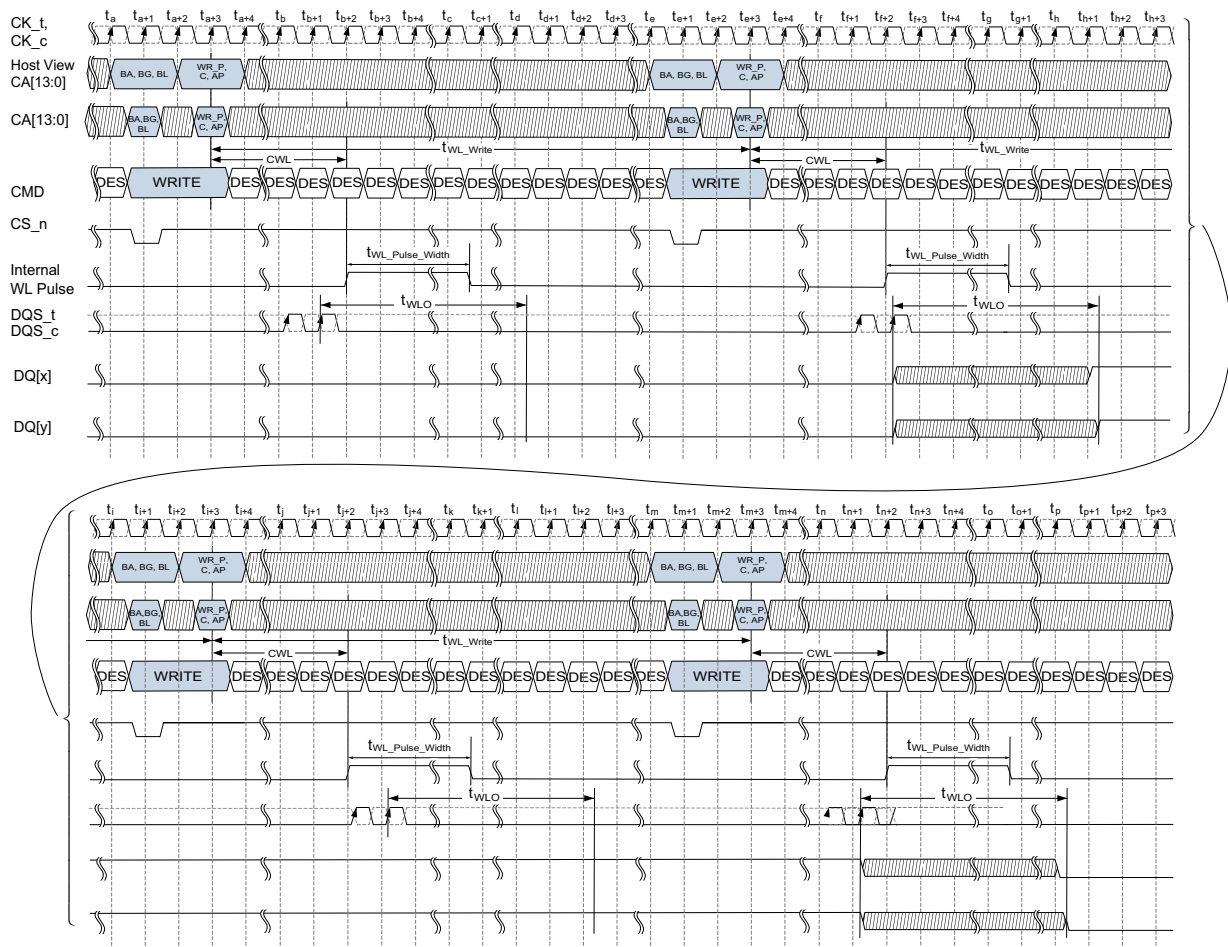 ta ta+1 ta+2 ta+3 ta+4 tb tb+1 tb+2 tb+3 tb+4 tc tc+1 td td+1 td+2 td+3 te te+1 te+2 te+3 te+4 tf tf+1 tf+2 tf+3 tf+4 tg tg+1 th th+1 th+2 th+3
CK_t,
CK_c
Host View
CA[13:0]
BA, BG, BL
WR_P,
C, AP
BA, BG, BL
WR_P,
C, AP
CA[13:0]
BA,BG,
BL
WR_P,
C, AP
BA,BG,
BL
WR_P,
C, AP
tWL_Write tWL_Write
CWL CWL
CMD
DES WRITE DES DES DES DES DES DES DES DES DES DES DES DES DES WRITE DES DES DES DES DES DES DES DES DES DES DES DES
CS_n
tWL_Pulse_Width tWL_Pulse_Width
Internal
WL Pulse
tWLO tWLO
DQS_t
DQS_c
DQ[x]
DQ[y]
ti ti+1 ti+2 ti+3 ti+4 tj tj+1 tj+2 tj+3 tj+4 tk tk+1 tl tl+1 tl+2 tl+3 tm tm+1 tm+2 tm+3 tm+4 tn tn+1 tn+2 tn+3 tn+4 to to+1 tp tp+1 tp+2 tp+3
BA, BG, BL
WR_P,
C, AP
BA, BG, BL
WR_P,
C, AP
BA,BG,
BL
WR_P,
C, AP
BA,BG,
BL
WR_P,
C, AP
tWL_Write
CWL CWL
DES WRITE DES DES DES DES DES DES DES DES DES DES DES DES DES WRITE DES DES DES DES DES DES DES DES DES DES DES DES
tWL_Pulse_Width tWL_Pulse_Width
tWLO tWLO